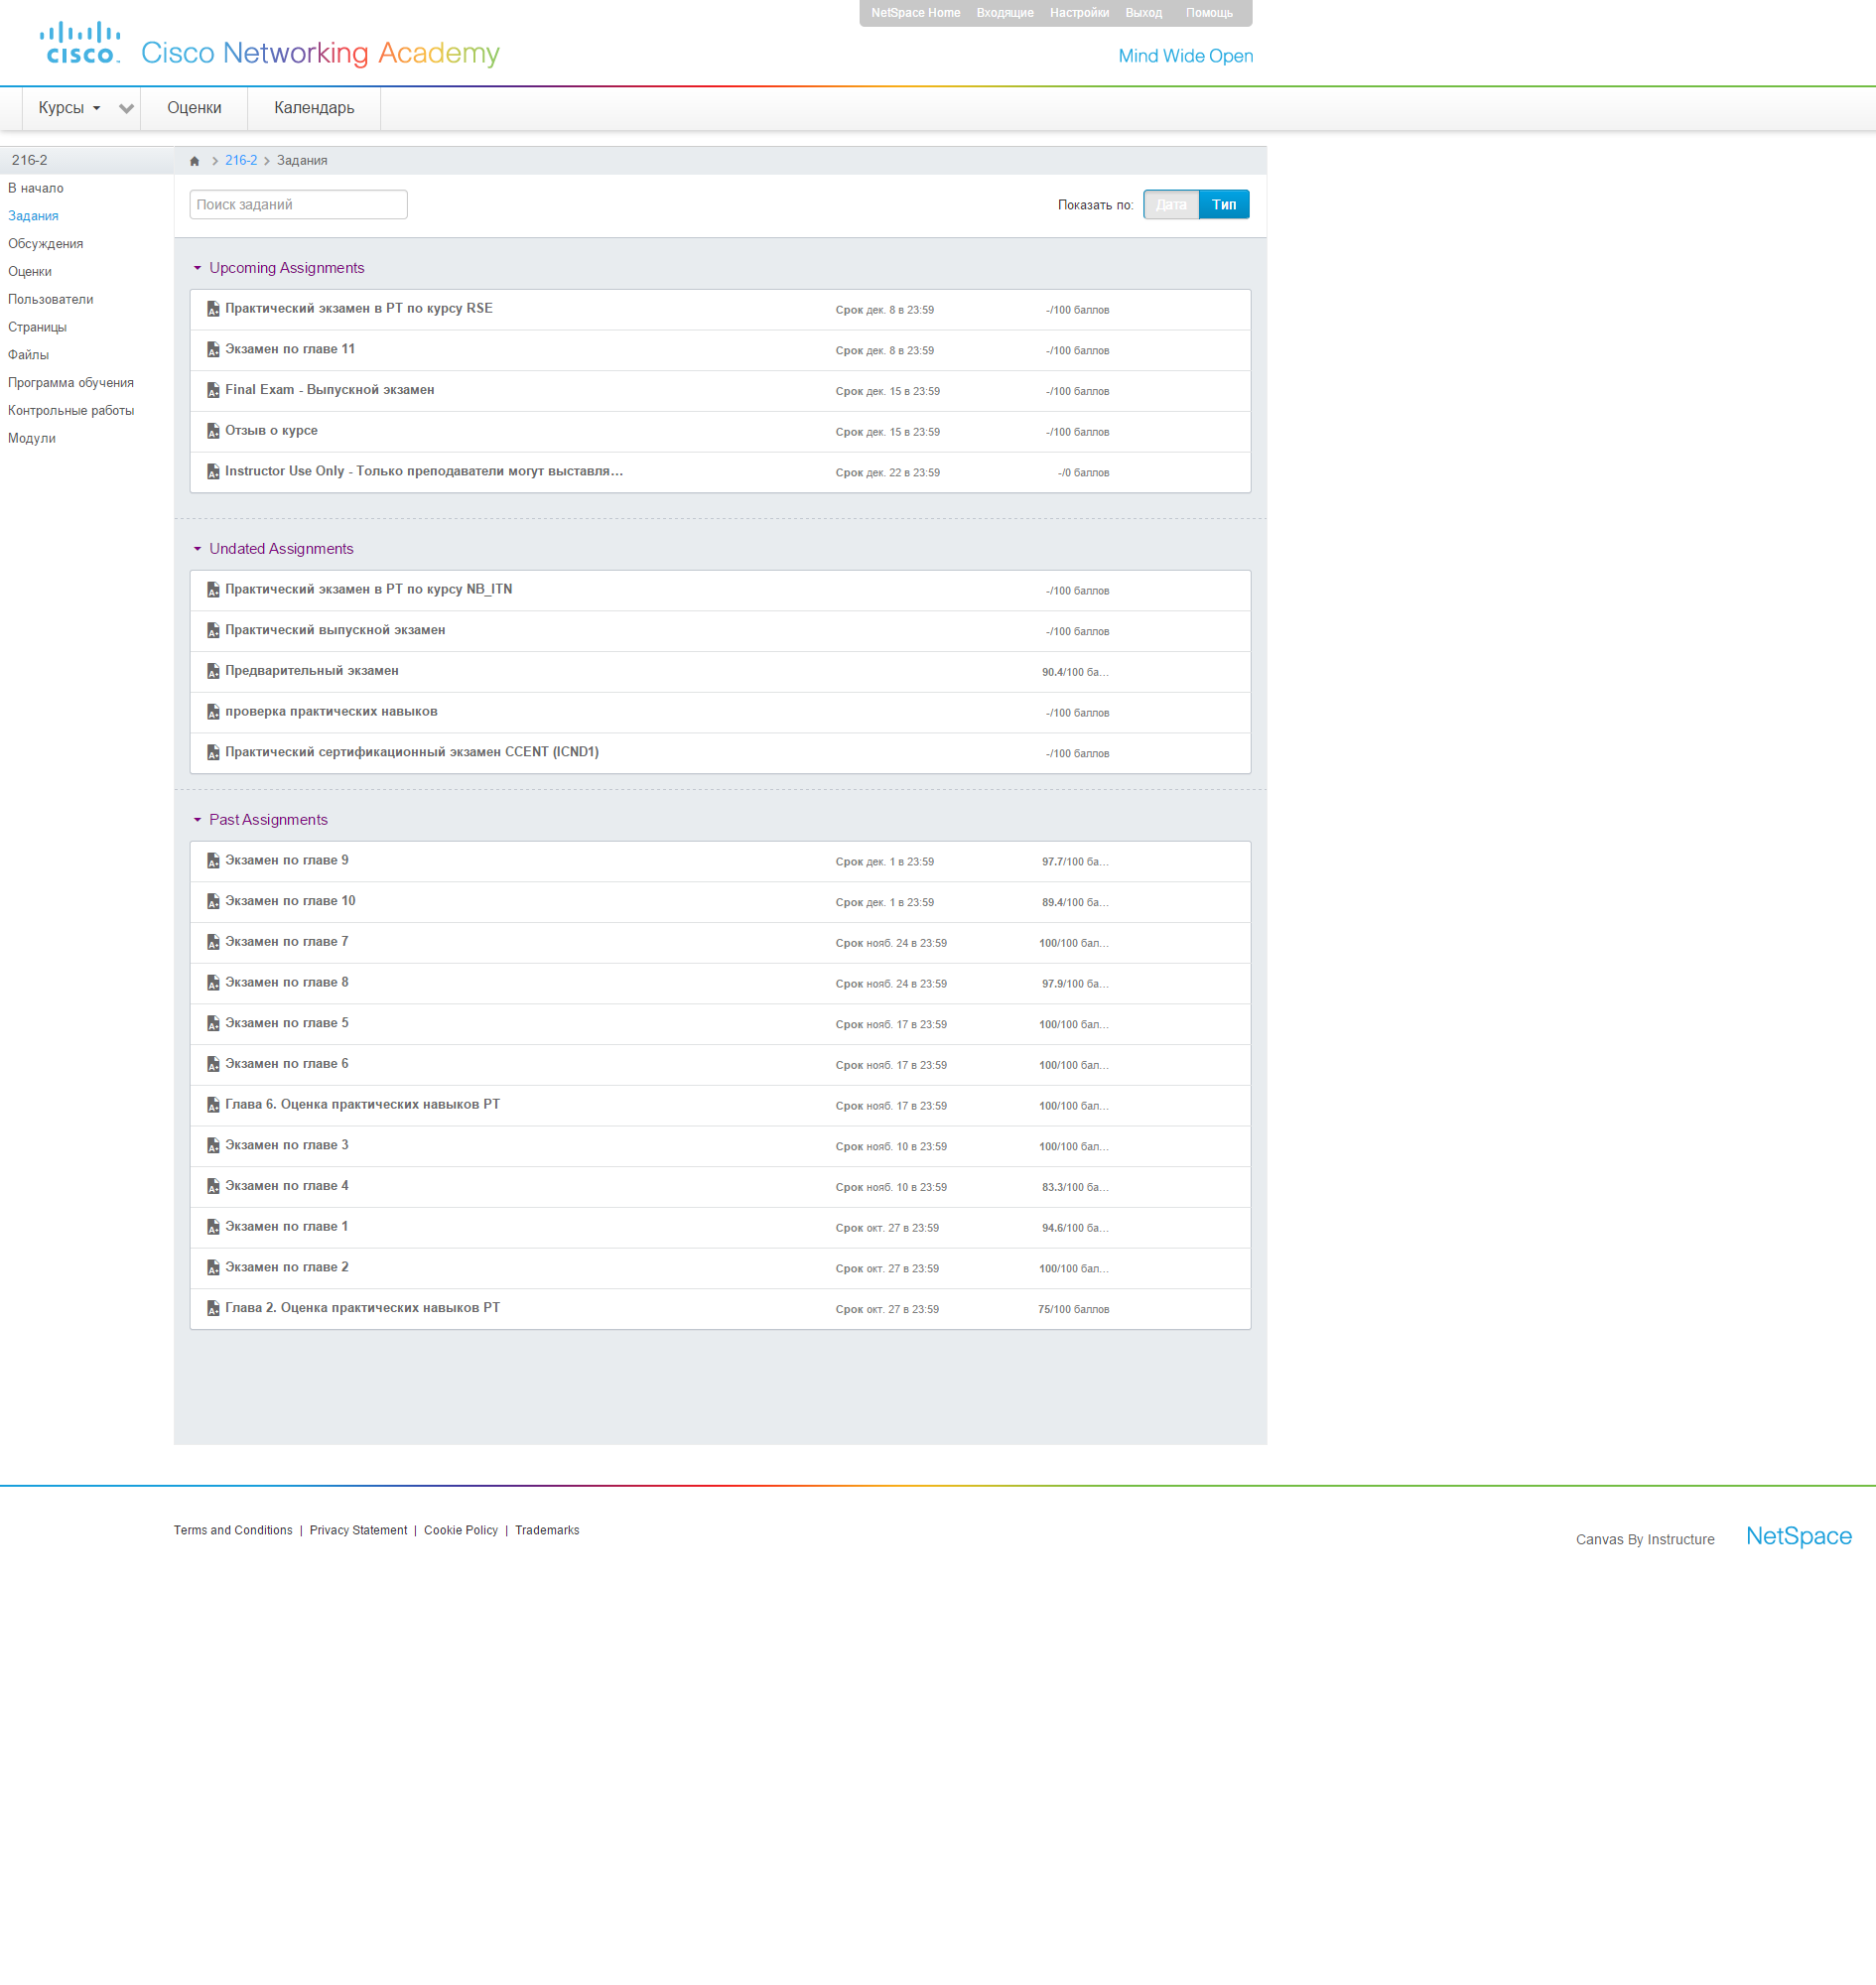 NetSpace Home Входящие Настройки Выход Помощь
cisco. Cisco Networking Academy
Mind Wide Open
Курсы Оценки Календарь
216-2
216-2 Задания
В начало
Задания
Обсуждения
Оценки
Пользователи
Страницы
Файлы
Программа обучения
Контрольные работы
Модули
Поиск заданий Показать по: Дата Тип
Upcoming Assignments
Практический экзамен в PT по курсу RSE Срок дек. 8 в 23:59 -/100 баллов
Экзамен по главе 11 Срок дек. 8 в 23:59 -/100 баллов
Final Exam - Выпускной экзамен Срок дек. 15 в 23:59 -/100 баллов
Отзыв о курсе Срок дек. 15 в 23:59 -/100 баллов
Instructor Use Only - Только преподаватели могут выставля... Срок дек. 22 в 23:59 -/0 баллов
Undated Assignments
Практический экзамен в PT по курсу NB_ITN -/100 баллов
Практический выпускной экзамен -/100 баллов
Предварительный экзамен 90.4/100 ба...
проверка практических навыков -/100 баллов
Практический сертификационный экзамен CCENT (ICND1) -/100 баллов
Past Assignments
Экзамен по главе 9 Срок дек. 1 в 23:59 97.7/100 ба...
Экзамен по главе 10 Срок дек. 1 в 23:59 89.4/100 ба...
Экзамен по главе 7 Срок нояб. 24 в 23:59 100/100 бал...
Экзамен по главе 8 Срок нояб. 24 в 23:59 97.9/100 ба...
Экзамен по главе 5 Срок нояб. 17 в 23:59 100/100 бал...
Экзамен по главе 6 Срок нояб. 17 в 23:59 100/100 бал...
Глава 6. Оценка практических навыков PT Срок нояб. 17 в 23:59 100/100 бал...
Экзамен по главе 3 Срок нояб. 10 в 23:59 100/100 бал...
Экзамен по главе 4 Срок нояб. 10 в 23:59 83.3/100 ба...
Экзамен по главе 1 Срок окт. 27 в 23:59 94.6/100 ба...
Экзамен по главе 2 Срок окт. 27 в 23:59 100/100 бал...
Глава 2. Оценка практических навыков PT Срок окт. 27 в 23:59 75/100 баллов
Terms and Conditions | Privacy Statement | Cookie Policy | Trademarks
Canvas By Instructure NetSpace